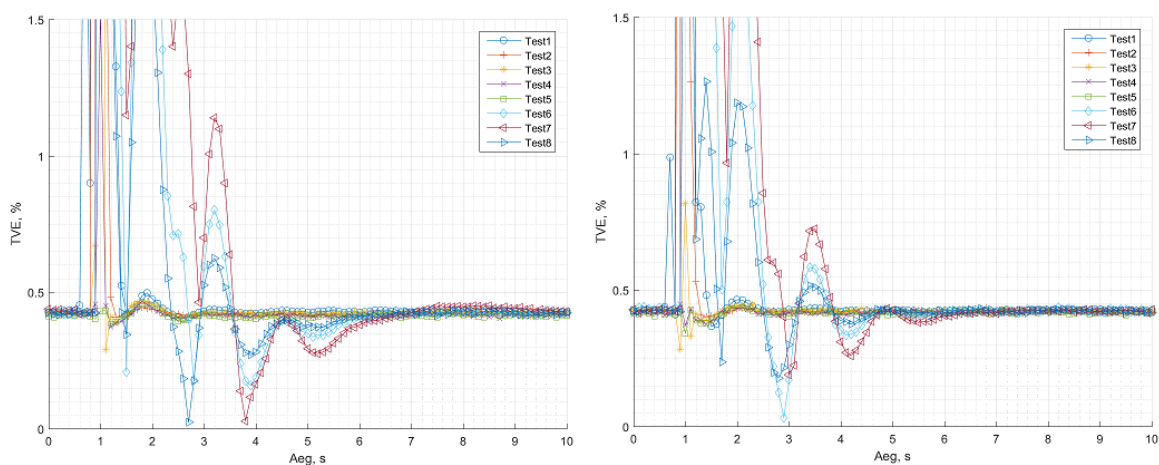 1.5
1
0.5
0
TVE, %
0 1 2 3 4 5 6 7 8 9 10
Aeg, s
Test1
Test2
Test3
Test4
Test5
Test6
Test7
Test8
1.5
1
0.5
0
TVE, %
0 1 2 3 4 5 6 7 8 9 10
Aeg, s
Test1
Test2
Test3
Test4
Test5
Test6
Test7
Test8